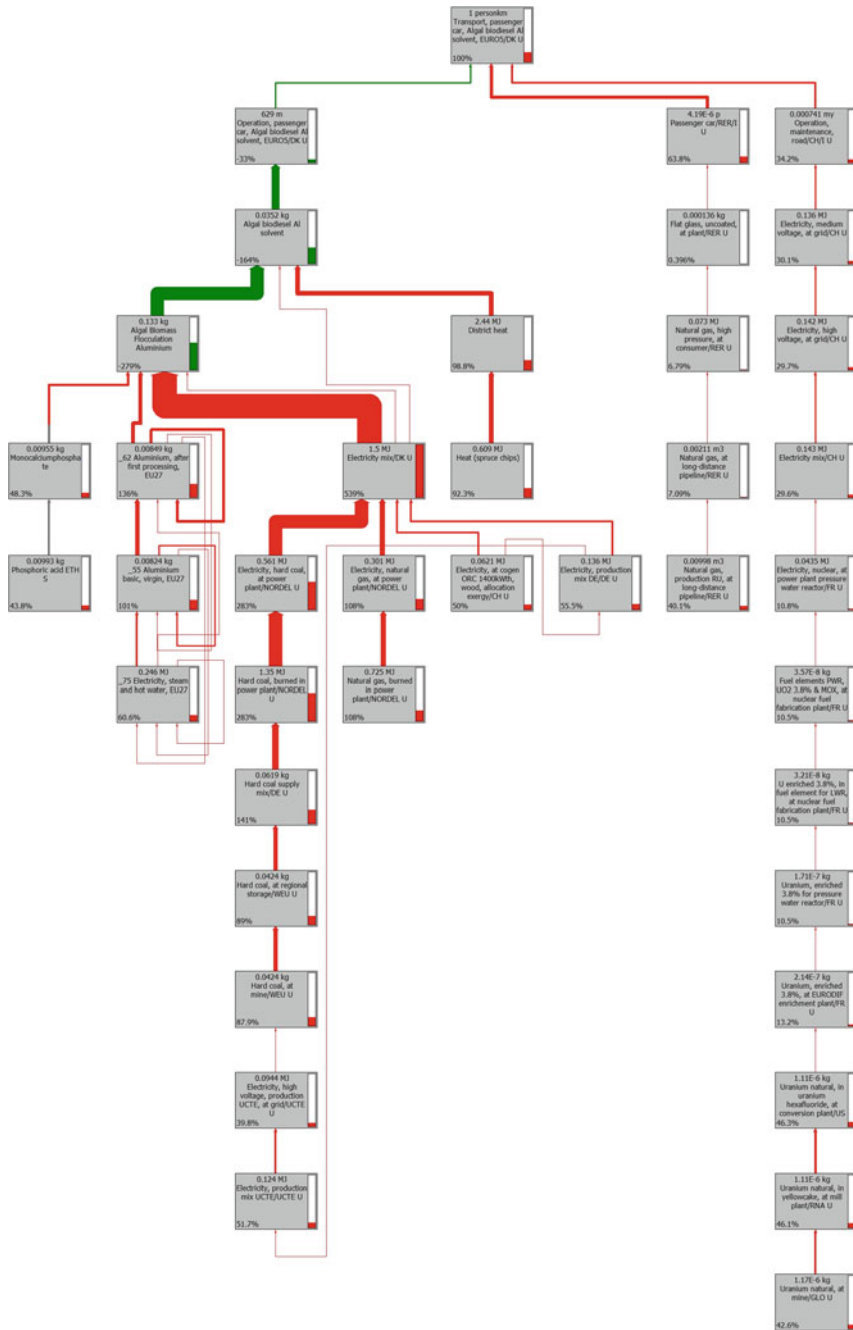 1 personkm
Transport, passenger
car, Algal biodiesel Al
solvent, EURO5/DK U
100%
629 m
Operation, passenger
car, Algal biodiesel Al
solvent, EURO5/DK U
-33%
4.19E-6 p
Passenger car/RER/I
U
63.8%
0.000741 my
Operation,
maintenance,
road/CH/I U
34.2%
0.0352 kg
Algal biodiesel Al
solvent
-164%
0.000136 kg
Flat glass, uncoated,
at plant/RER U
0.396%
0.136 MJ
Electricity, medium
voltage, at grid/CH U
30.1%
0.133 kg
Algal Biomass
Flocculation
Aluminium
-279%
2.44 MJ
District heat
98.8%
0.073 MJ
Natural gas, high
pressure, at
consumer/RER U
6.79%
0.142 MJ
Electricity, high
voltage, at grid/CH U
29.7%
0.00955 kg
Monocalciumphospha
te
48.3%
0.00849 kg
_62 Aluminium, after
first processing,
EU27
136%
1.5 MJ
Electricity mix/DK U
539%
0.609 MJ
Heat (spruce chips)
92.3%
0.00211 m3
Natural gas, at
long-distance
pipeline/RER U
7.09%
0.143 MJ
Electricity mix/CH U
29.6%
0.00993 kg
Phosphoric acid ETH
S
43.8%
0.00824 kg
_55 Aluminium
basic, virgin, EU27
101%
0.561 MJ
Electricity, hard coal,
at power
plant/NORDEL U
283%
0.301 MJ
Electricity, natural
gas, at power
plant/NORDEL U
108%
0.0621 MJ
Electricity, at cogen
ORC 1400kWth,
wood, allocation
exergy/CH U
50%
0.136 MJ
Electricity, production
mix DE/DE U
55.5%
0.00998 m3
Natural gas,
production RU, at
long-distance
pipeline/RER U
40.1%
0.0435 MJ
Electricity, nuclear, at
power plant pressure
water reactor/FR U
10.8%
0.246 MJ
_75 Electricity, steam
and hot water, EU27
60.6%
1.35 MJ
Hard coal, burned in
power plant/NORDEL
U
283%
0.725 MJ
Natural gas, burned in
power
plant/NORDEL U
108%
3.57E-8 kg
Fuel elements PWR,
UO2 3.8% & MOX, at
nuclear fuel
fabrication plant/FR U
10.5%
0.0619 kg
Hard coal supply
mix/DE U
141%
3.21E-8 kg
U enriched 3.8%, in
fuel element for LWR,
at nuclear fuel
fabrication plant/FR U
10.5%
0.0424 kg
Hard coal, at regional
storage/WEU U
89%
1.71E-7 kg
Uranium, enriched
3.8% for pressure
water reactor/FR U
10.5%
0.0424 kg
Hard coal, at
mine/WEU U
87.9%
2.14E-7 kg
Uranium, enriched
3.8%, at EURODIF
enrichment plant/FR
U
13.2%
0.0944 MJ
Electricity, high
voltage, production
UCTE, at grid/UCTE
U
39.8%
1.11E-6 kg
Uranium natural, in
uranium
hexafluoride, at
conversion plant/US
46.3%
0.124 MJ
Electricity, production
mix UCTE/UCTE U
51.7%
1.11E-6 kg
Uranium natural, in
yellowcake, at mill
plant/RNA U
46.1%
1.17E-6 kg
Uranium natural, at
mine/GLO U
42.6%